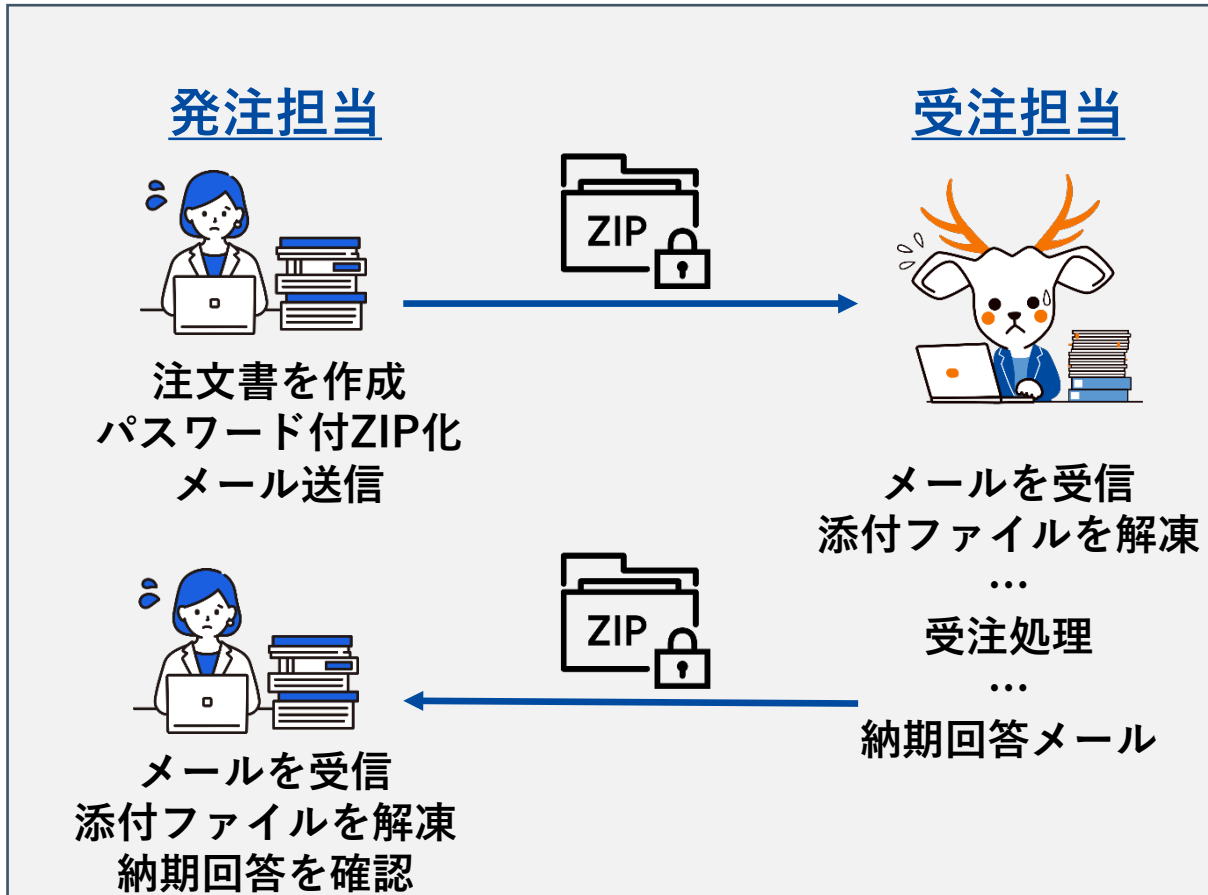 発注担当
受注担当
ZIP
注文書を作成
パスワード付ZIP化
メール送信
メールを受信
添付ファイルを解凍
…
受注処理
…
納期回答メール
ZIP
メールを受信
添付ファイルを解凍
納期回答を確認